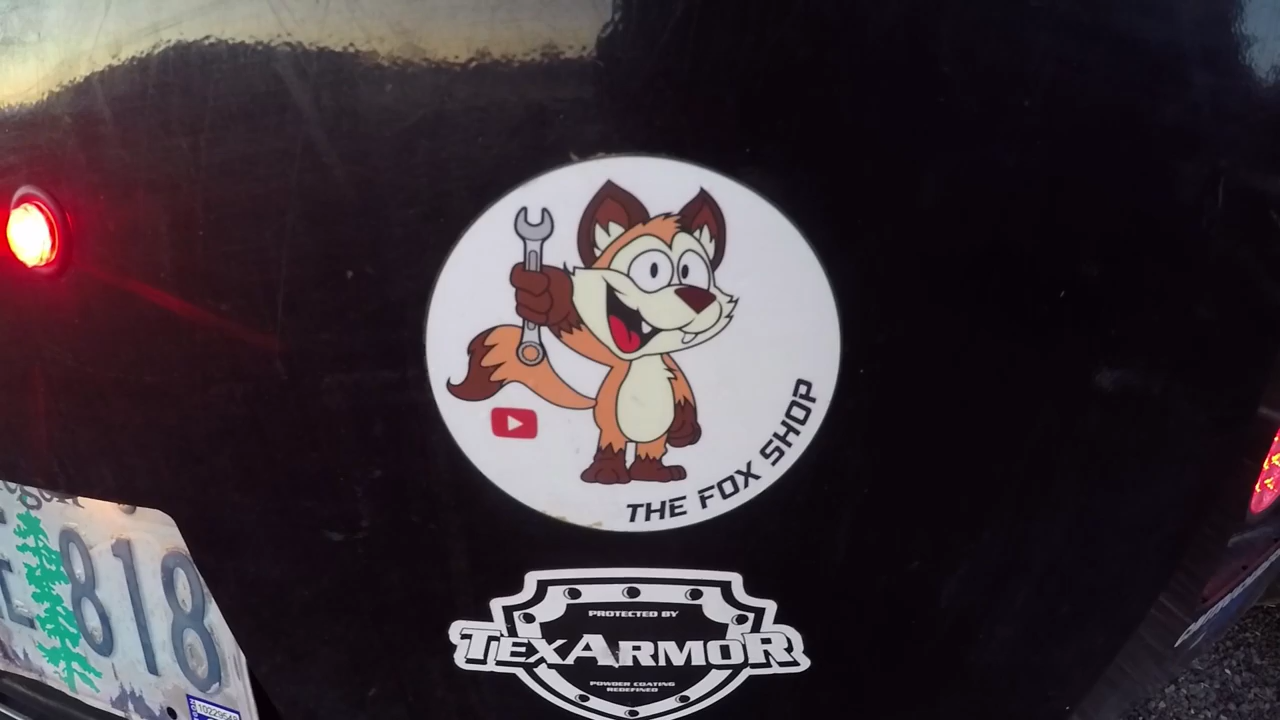 THE FOX SHOP
PROTECTED BY
TEXARMOR
POWDER COATING
REDEFINED
818